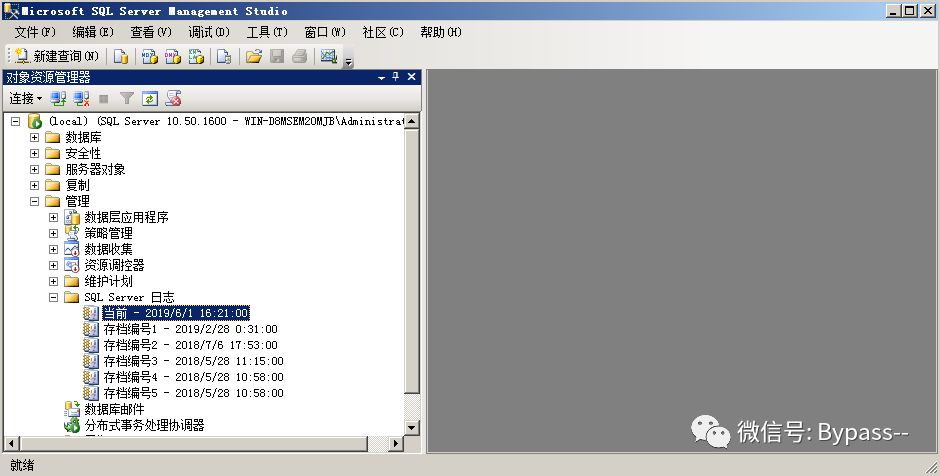 Microsoft SQL Server Management Studio
文件(F) 编辑(E) 查看(V) 调试(D) 工具(T) 窗口(W) 社区(C) 帮助(H)
新建查询(N)
对象资源管理器
连接
(local) (SQL Server 10.50.1600 - WIN-D8MSEM2OMJB\Administrat
数据库
安全性
服务器对象
复制
管理
数据层应用程序
策略管理
数据收集
资源调控器
维护计划
SQL Server 日志
当前 - 2019/6/1 16:21:00
存档编号1 - 2019/2/28 0:31:00
存档编号2 - 2018/7/6 17:53:00
存档编号3 - 2018/5/28 11:15:00
存档编号4 - 2018/5/28 10:58:00
存档编号5 - 2018/5/28 10:58:00
数据库邮件
分布式事务处理协调器
微信号: Bypass--
就绪